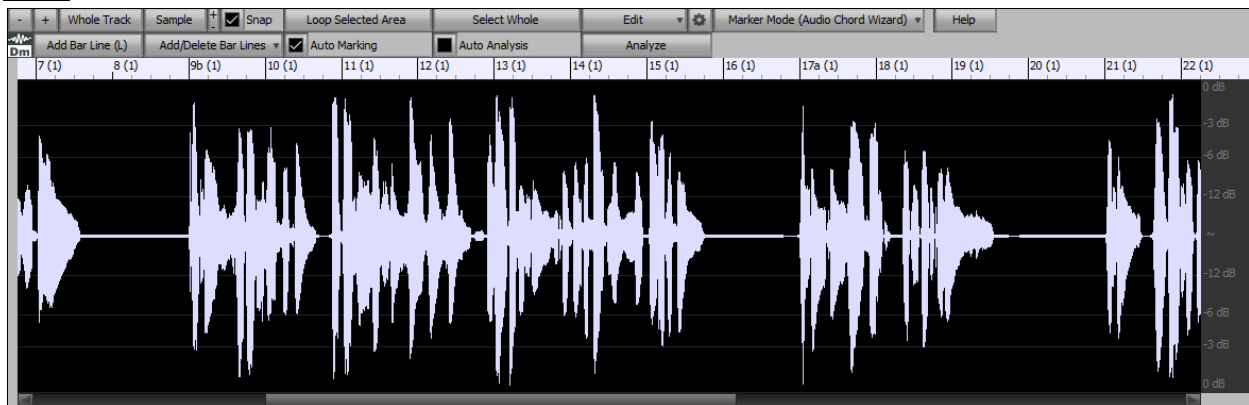 - + Whole Track Sample + - Snap Loop Selected Area Select Whole Edit Marker Mode (Audio Chord Wizard) Help
Dm Add Bar Line (L) Add/Delete Bar Lines Auto Marking Auto Analysis Analyze
7 (1) 8 (1) 9b (1) 10 (1) 11 (1) 12 (1) 13 (1) 14 (1) 15 (1) 16 (1) 17a (1) 18 (1) 19 (1) 20 (1) 21 (1) 22 (1)
0 dB
-3 dB
-6 dB
-12 dB
~
-12 dB
-6 dB
-3 dB
0 dB